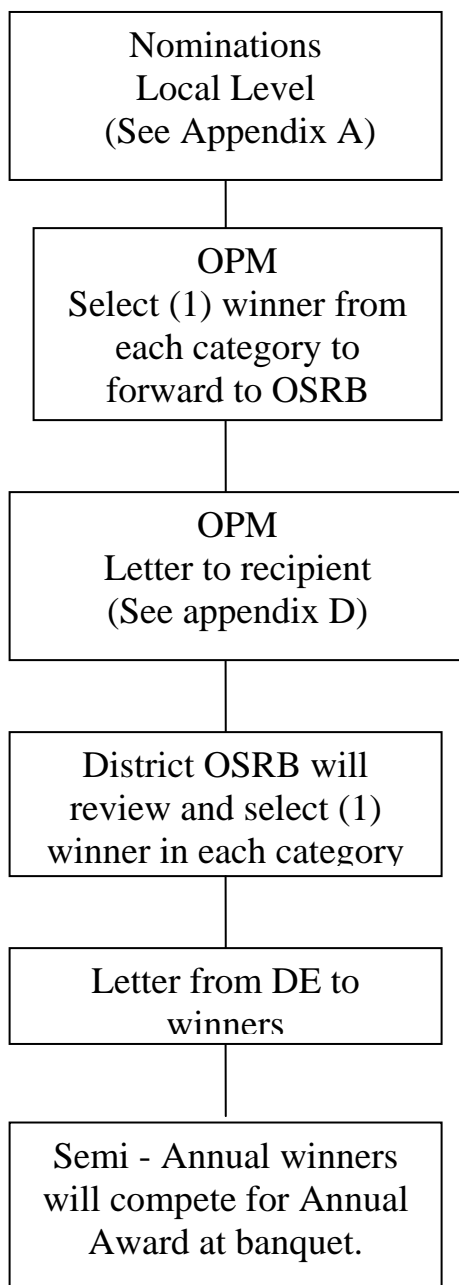 Nominations
Local Level
(See Appendix A)
OPM
Select (1) winner from
each category to
forward to OSRB
OPM
Letter to recipient
(See appendix D)
District OSRB will
review and select (1)
winner in each category
Letter from DE to
winners
Semi - Annual winners
will compete for Annual
Award at banquet.